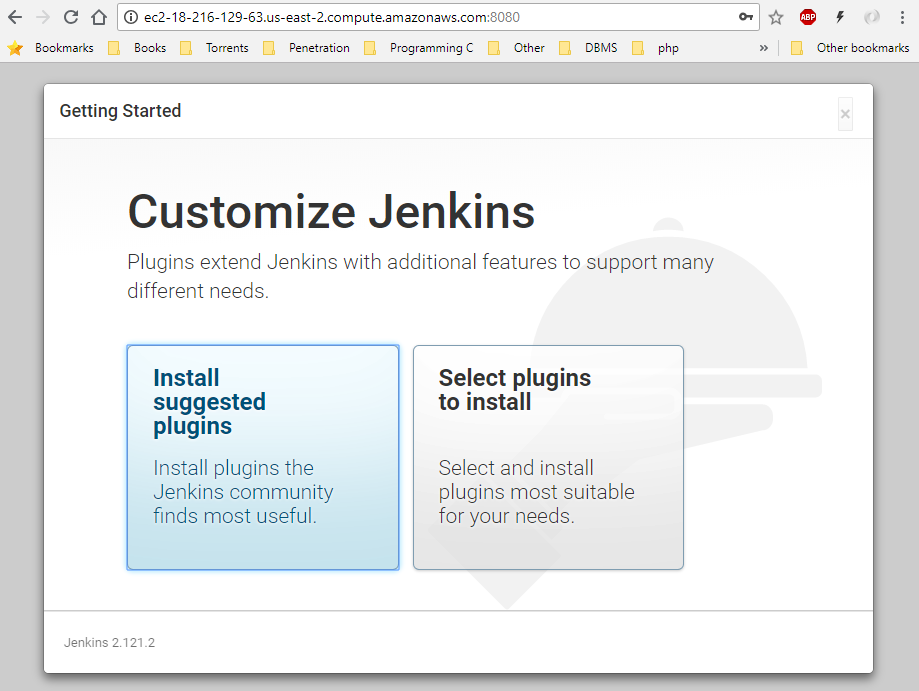 ec2-18-216-129-63.us-east-2.compute.amazonaws.com:8080
ABP
Bookmarks Books Torrents Penetration Programming C Other DBMS php » Other bookmarks
Getting Started
×
Customize Jenkins
Plugins extend Jenkins with additional features to support many
different needs.
Install
suggested
plugins
Install plugins the
Jenkins community
finds most useful.
Select plugins
to install
Select and install
plugins most suitable
for your needs.
Jenkins 2.121.2